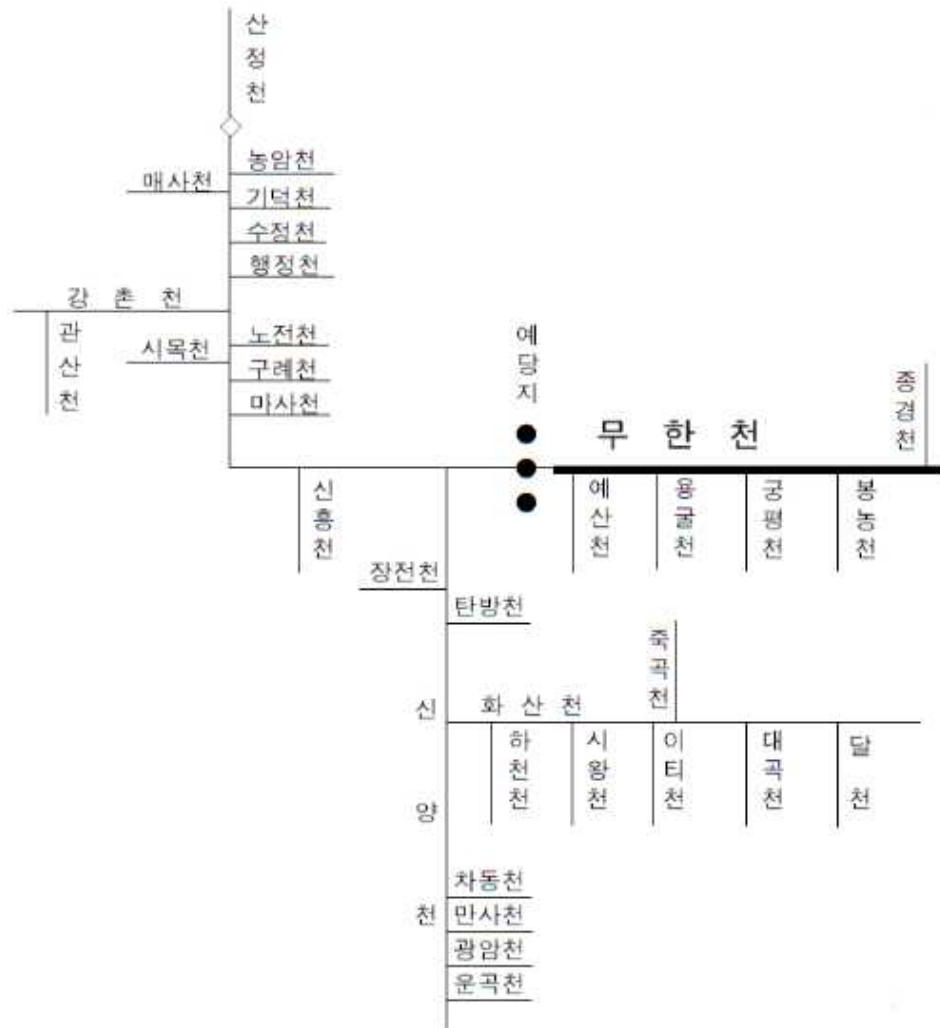 산정천
농암천
매사천
기덕천
수정천
행정천
강 촌 천
관산천
노전천
시목천
구례천
마사천
예당지
종경천
무 한 천
신흥천
예산천
용굴천
궁평천
봉농천
장전천
탄방천
죽곡천
신 양 천
화 산 천
하천천
시왕천
이티천
대곡천
달 천
차동천
만사천
광암천
운곡천